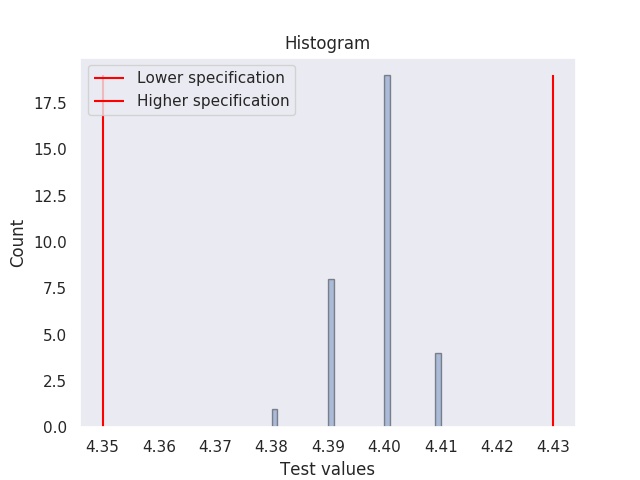 Histogram
Lower specification
Higher specification
17.5
15.0
12.5
10.0
7.5
5.0
2.5
0.0
Count
4.35 4.36 4.37 4.38 4.39 4.40 4.41 4.42 4.43
Test values